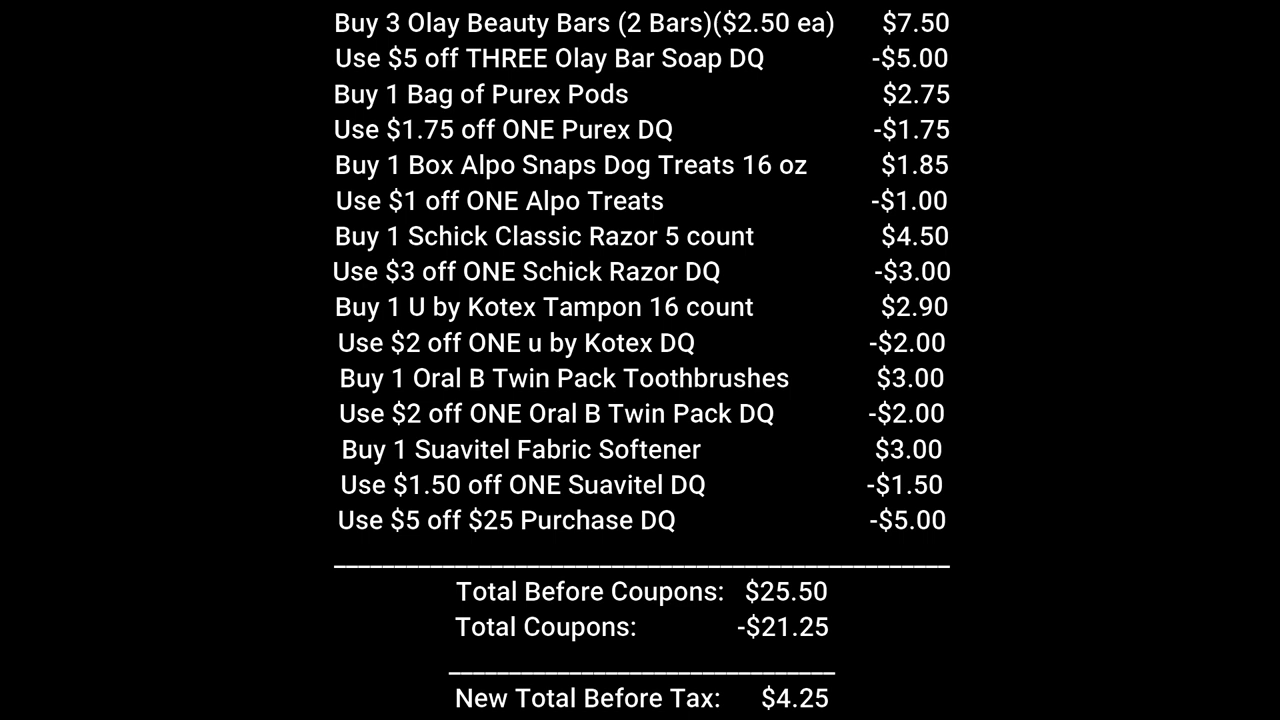 Buy 3 Olay Beauty Bars (2 Bars)($2.50 ea) $7.50
Use $5 off THREE Olay Bar Soap DQ -$5.00
Buy 1 Bag of Purex Pods $2.75
Use $1.75 off ONE Purex DQ -$1.75
Buy 1 Box Alpo Snaps Dog Treats 16 oz $1.85
Use $1 off ONE Alpo Treats -$1.00
Buy 1 Schick Classic Razor 5 count $4.50
Use $3 off ONE Schick Razor DQ -$3.00
Buy 1 U by Kotex Tampon 16 count $2.90
Use $2 off ONE u by Kotex DQ -$2.00
Buy 1 Oral B Twin Pack Toothbrushes $3.00
Use $2 off ONE Oral B Twin Pack DQ -$2.00
Buy 1 Suavitel Fabric Softener $3.00
Use $1.50 off ONE Suavitel DQ -$1.50
Use $5 off $25 Purchase DQ -$5.00
Total Before Coupons: $25.50
Total Coupons: -$21.25
New Total Before Tax: $4.25